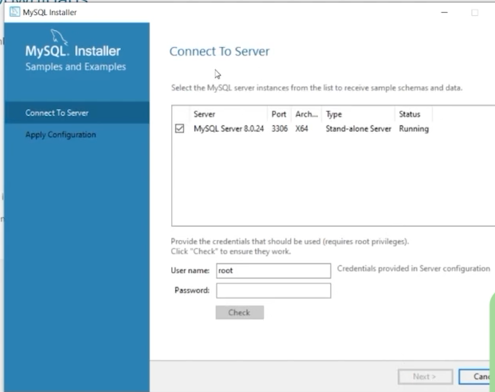 MySQL Installer
MySQL. Installer
Samples and Examples
Connect To Server
Apply Configuration
Connect To Server
Select the MySQL server instances from the list to receive sample schemas and data.
Server Port Arch... Type Status
MySQL Server 8.0.24 3306 X64 Stand-alone Server Running
Provide the credentials that should be used (requires root privileges).
Click "Check" to ensure they work.
User name: root Credentials provided in Server configuration
Password:
Check
Next >